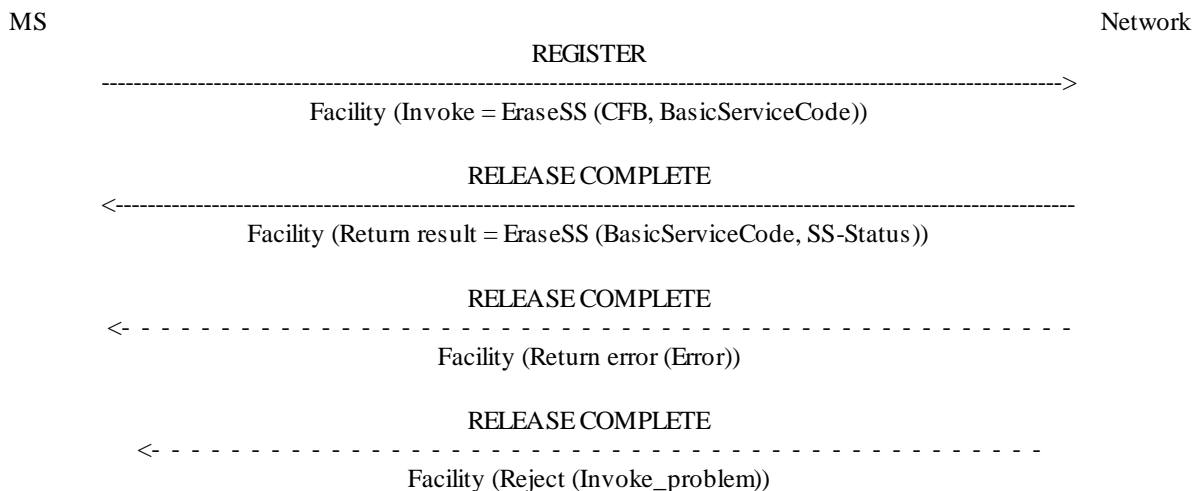 MS Network
REGISTER
------------------------------------------------------------------------------------------------------------------------>
Facility (Invoke = EraseSS (CFB, BasicServiceCode))
RELEASE COMPLETE
<------------------------------------------------------------------------------------------------------------------------
Facility (Return result = EraseSS (BasicServiceCode, SS-Status))
RELEASE COMPLETE
<- - - - - - - - - - - - - - - - - - - - - - - - - - - - - - - - - - - - - - - - - - - - - - - -
Facility (Return error (Error))
RELEASE COMPLETE
<- - - - - - - - - - - - - - - - - - - - - - - - - - - - - - - - - - - - - - - - - - - - -
Facility (Reject (Invoke_problem))